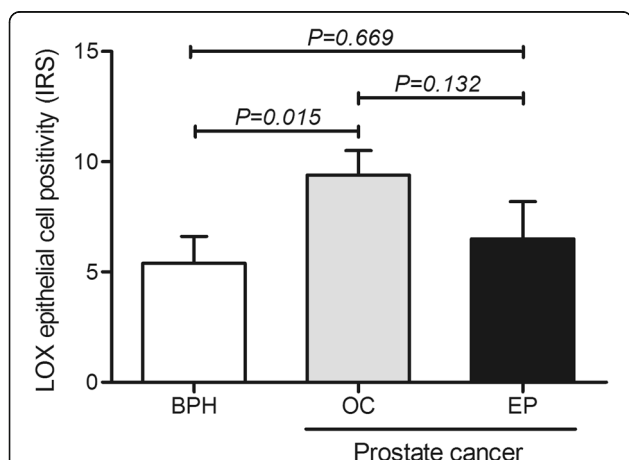 LOX epithelial cell positivity (IRS)
15
10
5
0
P=0.669
P=0.132
P=0.015
BPH OC EP
Prostate cancer